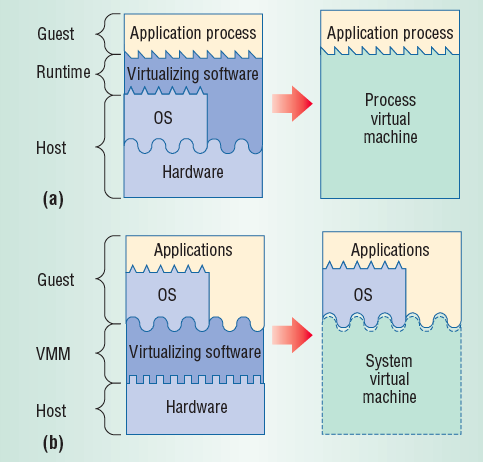 Guest
Application process
Runtime
Virtualizing software
OS
Host
Hardware
(a)
Application process
Process
virtual
machine
Guest
Applications
OS
VMM
Virtualizing software
Host
Hardware
(b)
Applications
OS
System
virtual
machine